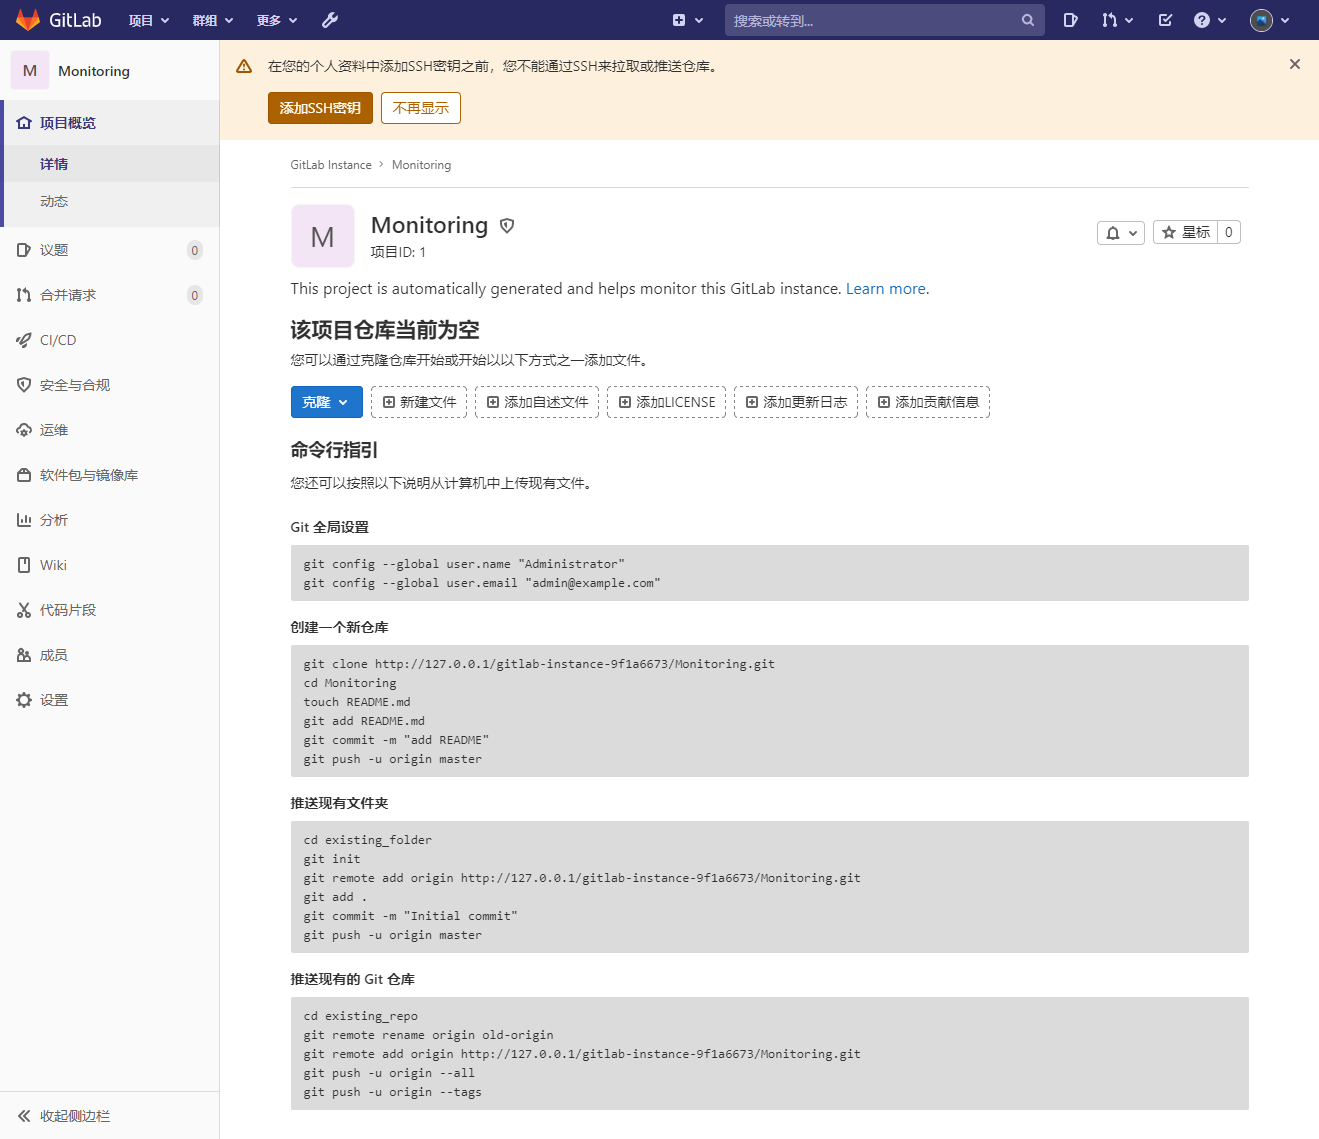 GitLab 项目 群组 更多 搜索或转到...
M Monitoring
项目概览
详情
动态
议题 0
合并请求 0
CI/CD
安全与合规
运维
软件包与镜像库
分析
Wiki
代码片段
成员
设置
收起侧边栏
在您的个人资料中添加SSH密钥之前，您不能通过SSH来拉取或推送仓库。
添加SSH密钥 不再显示
GitLab Instance > Monitoring
M
Monitoring
项目ID: 1
星标 0
This project is automatically generated and helps monitor this GitLab instance. Learn more.
该项目仓库当前为空
您可以通过克隆仓库开始或开始以以下方式之一添加文件。
克隆 新建文件 添加自述文件 添加LICENSE 添加更新日志 添加贡献信息
命令行指引
您还可以按照以下说明从计算机中上传现有文件。
Git 全局设置
git config --global user.name "Administrator"
git config --global user.email "admin@example.com"
创建一个新仓库
git clone http://127.0.0.1/gitlab-instance-9f1a6673/Monitoring.git
cd Monitoring
touch README.md
git add README.md
git commit -m "add README"
git push -u origin master
推送现有文件夹
cd existing_folder
git init
git remote add origin http://127.0.0.1/gitlab-instance-9f1a6673/Monitoring.git
git add .
git commit -m "Initial commit"
git push -u origin master
推送现有的 Git 仓库
cd existing_repo
git remote rename origin old-origin
git remote add origin http://127.0.0.1/gitlab-instance-9f1a6673/Monitoring.git
git push -u origin --all
git push -u origin --tags